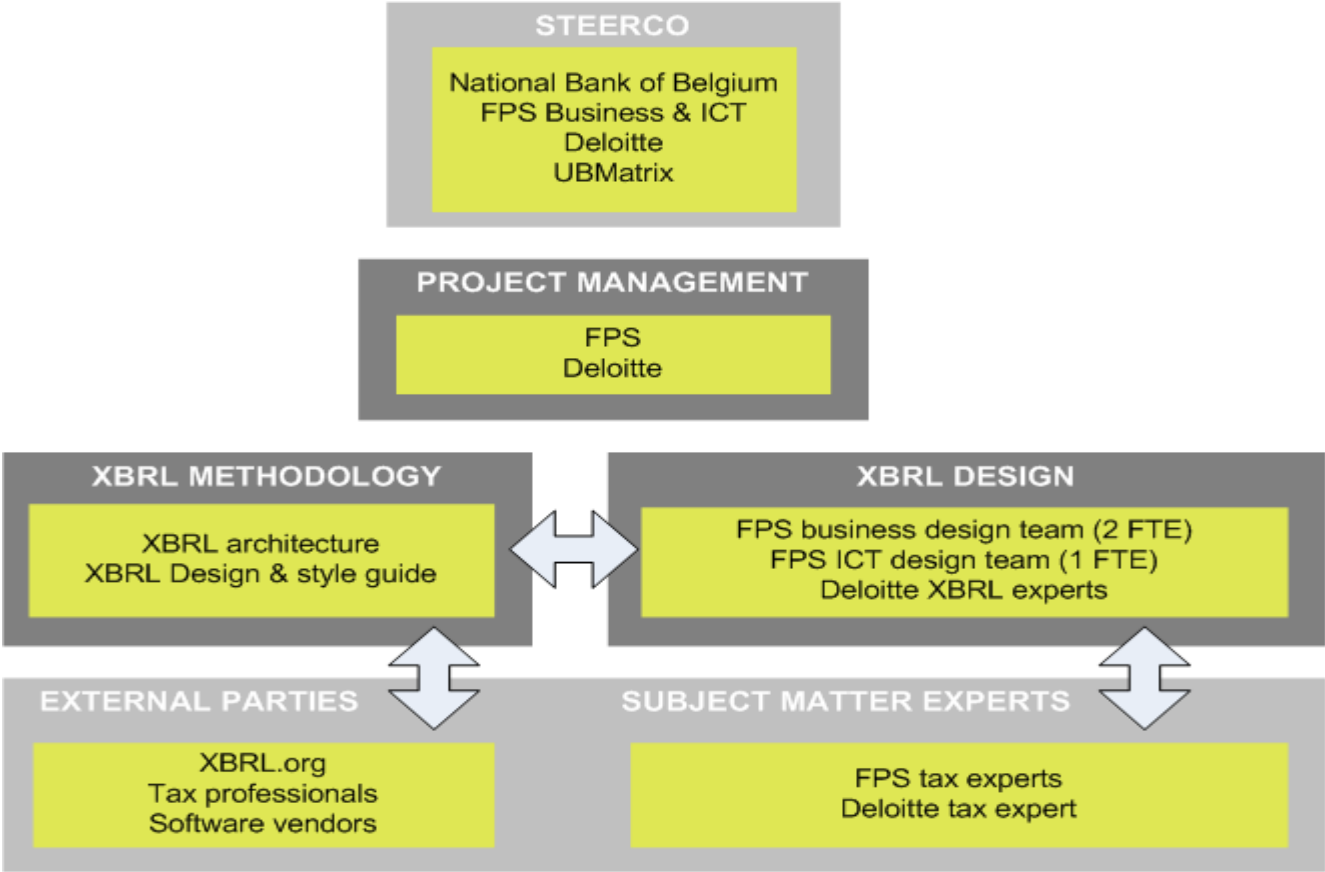 STEERCO
National Bank of Belgium
FPS Business & ICT
Deloitte
UBMatrix
PROJECT MANAGEMENT
FPS
Deloitte
XBRL METHODOLOGY
XBRL architecture
XBRL Design & style guide
XBRL DESIGN
FPS business design team (2 FTE)
FPS ICT design team (1 FTE)
Deloitte XBRL experts
EXTERNAL PARTIES
XBRL.org
Tax professionals
Software vendors
SUBJECT MATTER EXPERTS
FPS tax experts
Deloitte tax expert